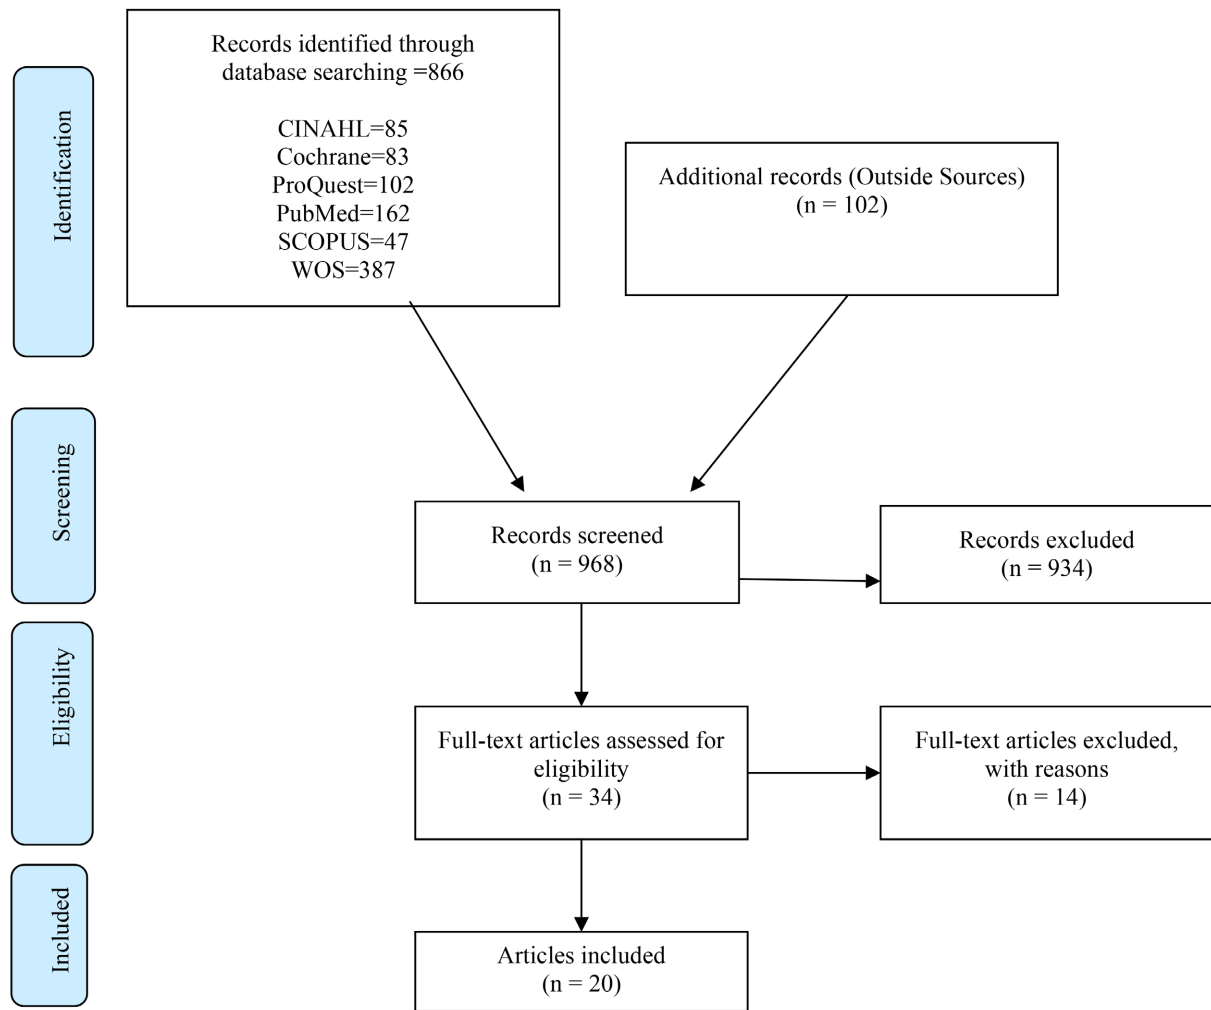 Identification
Records identified through
database searching =866
CINAHL=85
Cochrane=83
ProQuest=102
PubMed=162
SCOPUS=47
WOS=387
Additional records (Outside Sources)
(n = 102)
Screening
Records screened
(n = 968)
Records excluded
(n = 934)
Eligibility
Full-text articles assessed for
eligibility
(n = 34)
Full-text articles excluded,
with reasons
(n = 14)
Included
Articles included
(n = 20)